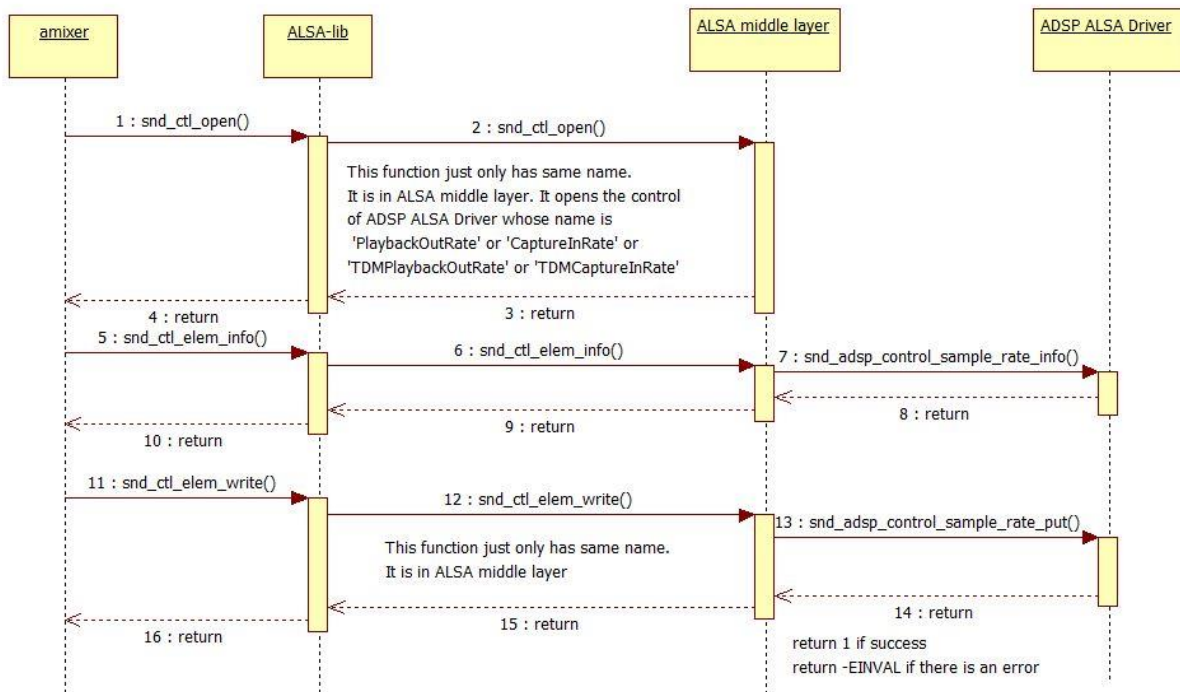 amixer
ALSA-lib
ALSA middle layer
ADSP ALSA Driver
1 : snd_ctl_open()
2 : snd_ctl_open()
This function just only has same name.
It is in ALSA middle layer. It opens the control
of ADSP ALSA Driver whose name is
'PlaybackOutRate' or 'CaptureInRate' or
'TDMPlaybackOutRate' or 'TDMCaptureInRate'
3 : return
4 : return
5 : snd_ctl_elem_info()
6 : snd_ctl_elem_info()
7 : snd_adsp_control_sample_rate_info()
8 : return
9 : return
10 : return
11 : snd_ctl_elem_write()
12 : snd_ctl_elem_write()
13 : snd_adsp_control_sample_rate_put()
This function just only has same name.
It is in ALSA middle layer
14 : return
15 : return
16 : return
return 1 if success
return -EINVAL if there is an error